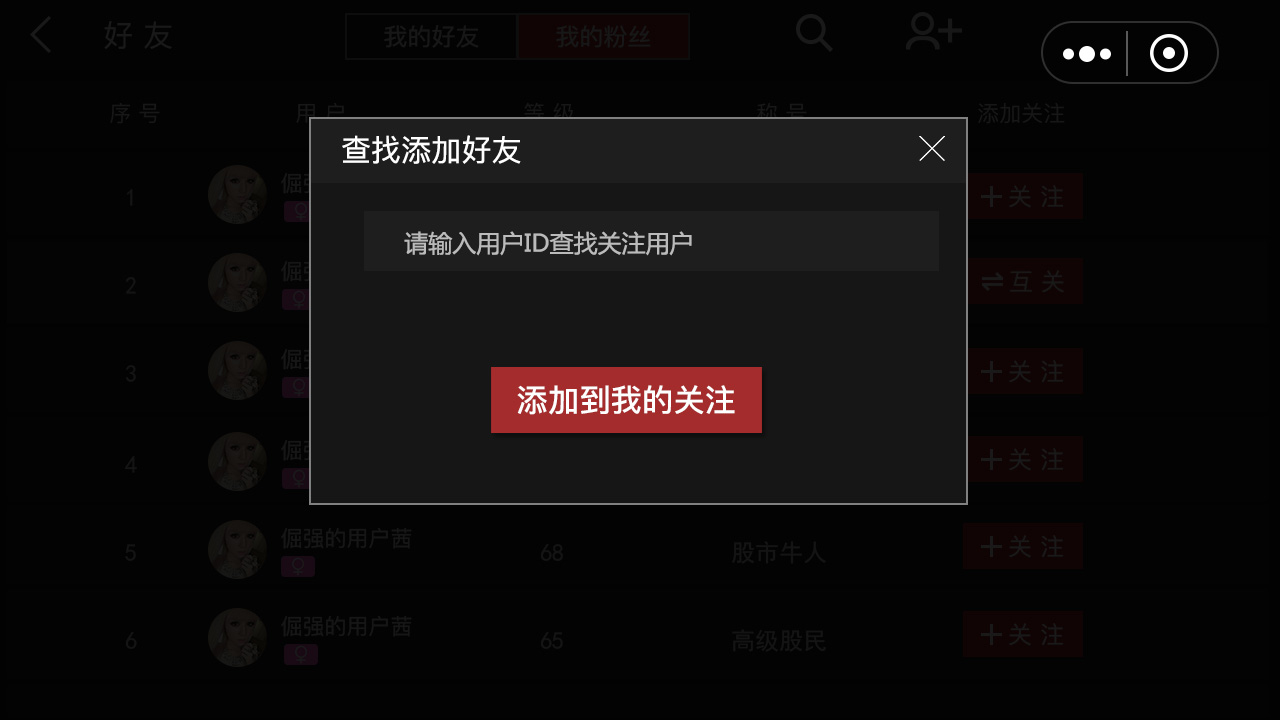 好友
我的好友 我的粉丝
序号 用户 等级 称号 添加关注
查找添加好友
1 倔强 关注
请输入用户ID查找关注用户
2 倔强 互关
3 倔强 关注
添加到我的关注
4 倔强 关注
5 倔强的用户茜 68 股市牛人 关注
6 倔强的用户茜 65 高级股民 关注